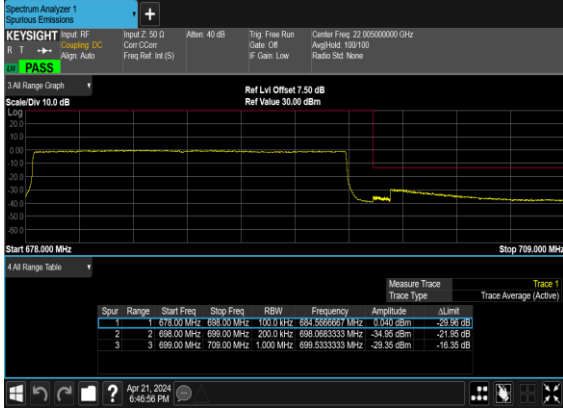 Spectrum Analyzer 1
Spurious Emissions
KEYSIGHT Input: RF Input Z: 50 Ω Atten: 40 dB Trig: Free Run Center Freq: 22.005000000 GHz
R T Coupling: DC Corr CCorr Gate: Off Avg|Hold: 100/100
Align: Auto Freq Ref: Int (S) IF Gain: Low Radio Std: None
PASS
3 All Range Graph
Ref Lvl Offset 7.50 dB
Scale/Div 10.0 dB Ref Value 30.00 dBm
Log
20.0
10.0
0.00
-10.0
-20.0
-30.0
-40.0
-50.0
-60.0
Start 678.000 MHz Stop 709.000 MHz
4 All Range Table
Measure Trace Trace 1
Trace Type Trace Average (Active)
Spur Range Start Freq Stop Freq RBW Frequency Amplitude ΔLimit
1 1 678.00 MHz 698.00 MHz 100.0 kHz 684.5666667 MHz 0.040 dBm -29.96 dB
2 2 698.00 MHz 699.00 MHz 200.0 kHz 698.0683333 MHz -34.95 dBm -21.95 dB
3 3 699.00 MHz 709.00 MHz 1.000 MHz 699.5333333 MHz -29.35 dBm -16.35 dB
Apr 21, 2024
6:46:56 PM